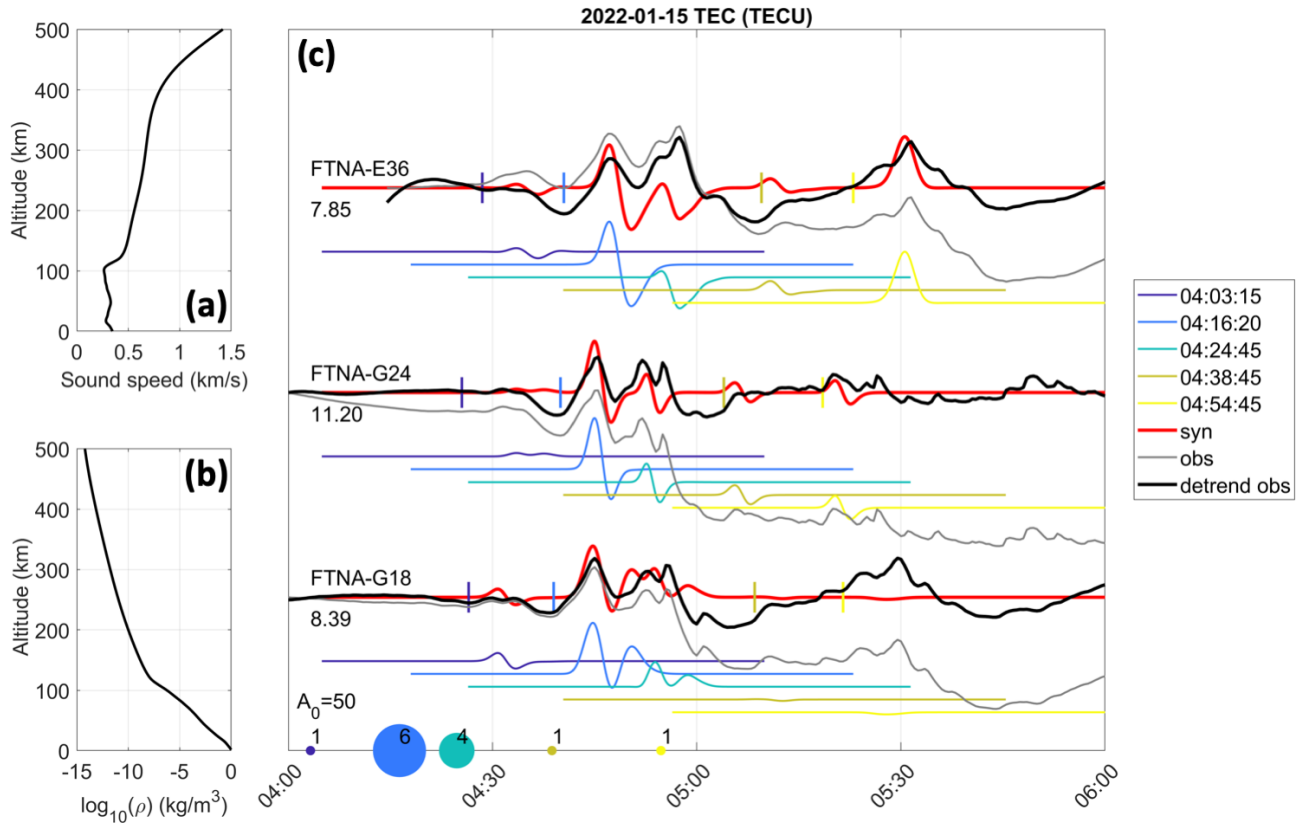 2022-01-15 TEC (TECU)
500
400
300
200
100
0
Altitude (km)
(a)
0
0.5
1
1.5
Sound speed (km/s)
500
400
300
200
100
0
Altitude (km)
(b)
-15
-10
-5
0
log10(ρ) (kg/m3)
(c)
FTNA-E36
7.85
FTNA-G24
11.20
FTNA-G18
8.39
A0=50
1
6
4
1
1
04:00
04:30
05:00
05:30
06:00
04:03:15
04:16:20
04:24:45
04:38:45
04:54:45
syn
obs
detrend obs